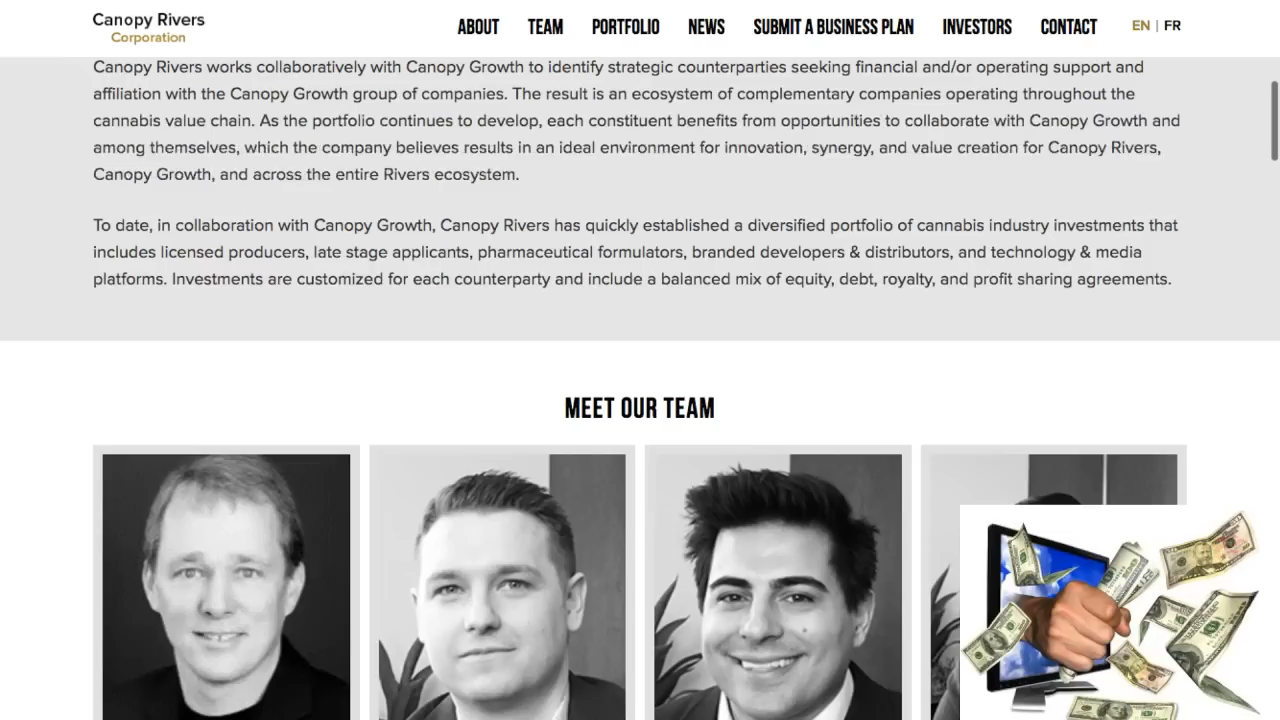 Canopy Rivers
Corporation
ABOUT TEAM PORTFOLIO NEWS SUBMIT A BUSINESS PLAN INVESTORS CONTACT EN | FR
Canopy Rivers works collaboratively with Canopy Growth to identify strategic counterparties seeking financial and/or operating support and
affiliation with the Canopy Growth group of companies. The result is an ecosystem of complementary companies operating throughout the
cannabis value chain. As the portfolio continues to develop, each constituent benefits from opportunities to collaborate with Canopy Growth and
among themselves, which the company believes results in an ideal environment for innovation, synergy, and value creation for Canopy Rivers,
Canopy Growth, and across the entire Rivers ecosystem.
To date, in collaboration with Canopy Growth, Canopy Rivers has quickly established a diversified portfolio of cannabis industry investments that
includes licensed producers, late stage applicants, pharmaceutical formulators, branded developers & distributors, and technology & media
platforms. Investments are customized for each counterparty and include a balanced mix of equity, debt, royalty, and profit sharing agreements.
MEET OUR TEAM